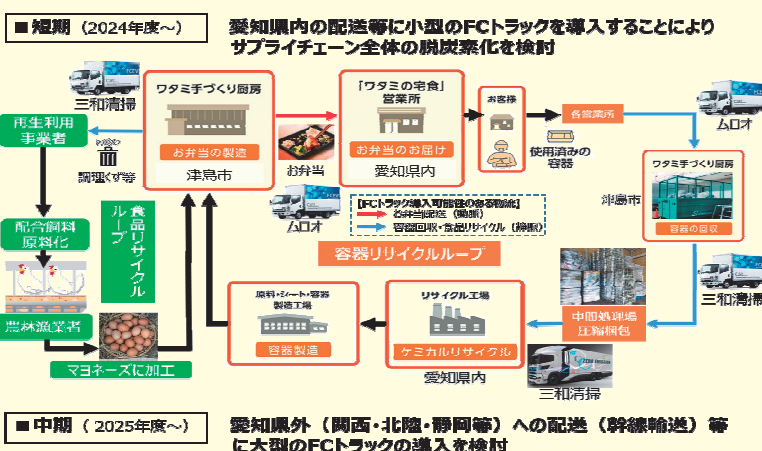 ■ 短期（2024年度～）
愛知県内の配送等に小型のFCトラックを導入することにより
サプライチェーン全体の脱炭素化を検討
三和清掃
再生利用
事業者
調理くず等
配合飼料
原料化
農林漁業者
マヨネーズに加工
食品リサイクル
ループ
ワタミ手づくり厨房
お弁当の製造
津島市
お弁当
ムロオ
「ワタミの宅食」
営業所
お弁当のお届け
愛知県内
お客様
使用済みの
容器
各営業所
ムロオ
津島市
ワタミ手づくり厨房
容器の回収
三和清掃
【FCトラック導入可能性のある物流】
お弁当配送（動脈）
容器回収・食品リサイクル（静脈）
容器リサイクルループ
中間処理場
圧縮梱包
三和清掃
リサイクル工場
ケミカルリサイクル
愛知県内
原料・シート・容器
製造工場
容器製造
■ 中期（ 2025年度～）
愛知県外（関西・北陸・静岡等）への配送（幹線輸送）等
に大型のFCトラックの導入を検討